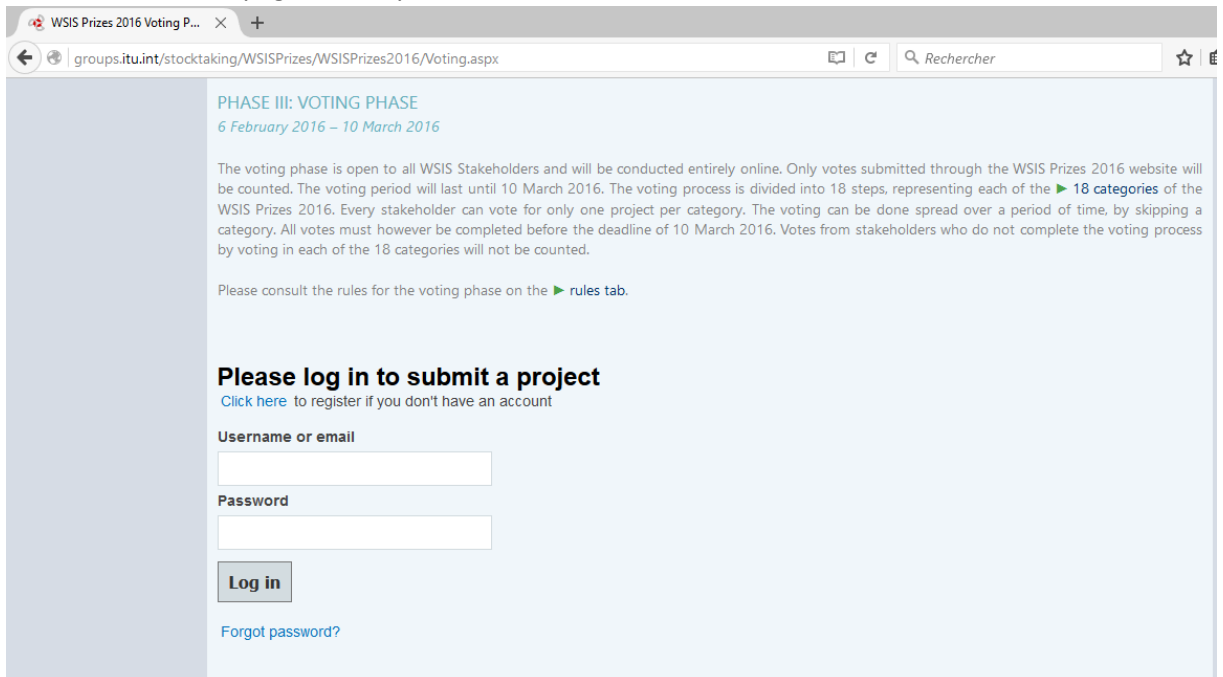 WSIS Prizes 2016 Voting P...
groups.itu.int/stocktaking/WSISPrizes/WSISPrizes2016/Voting.aspx
Rechercher
PHASE III: VOTING PHASE
6 February 2016 – 10 March 2016
The voting phase is open to all WSIS Stakeholders and will be conducted entirely online. Only votes submitted through the WSIS Prizes 2016 website will
be counted. The voting period will last until 10 March 2016. The voting process is divided into 18 steps, representing each of the ► 18 categories of the
WSIS Prizes 2016. Every stakeholder can vote for only one project per category. The voting can be done spread over a period of time, by skipping a
category. All votes must however be completed before the deadline of 10 March 2016. Votes from stakeholders who do not complete the voting process
by voting in each of the 18 categories will not be counted.
Please consult the rules for the voting phase on the ► rules tab.
Please log in to submit a project
Click here to register if you don't have an account
Username or email
Password
Log in
Forgot password?